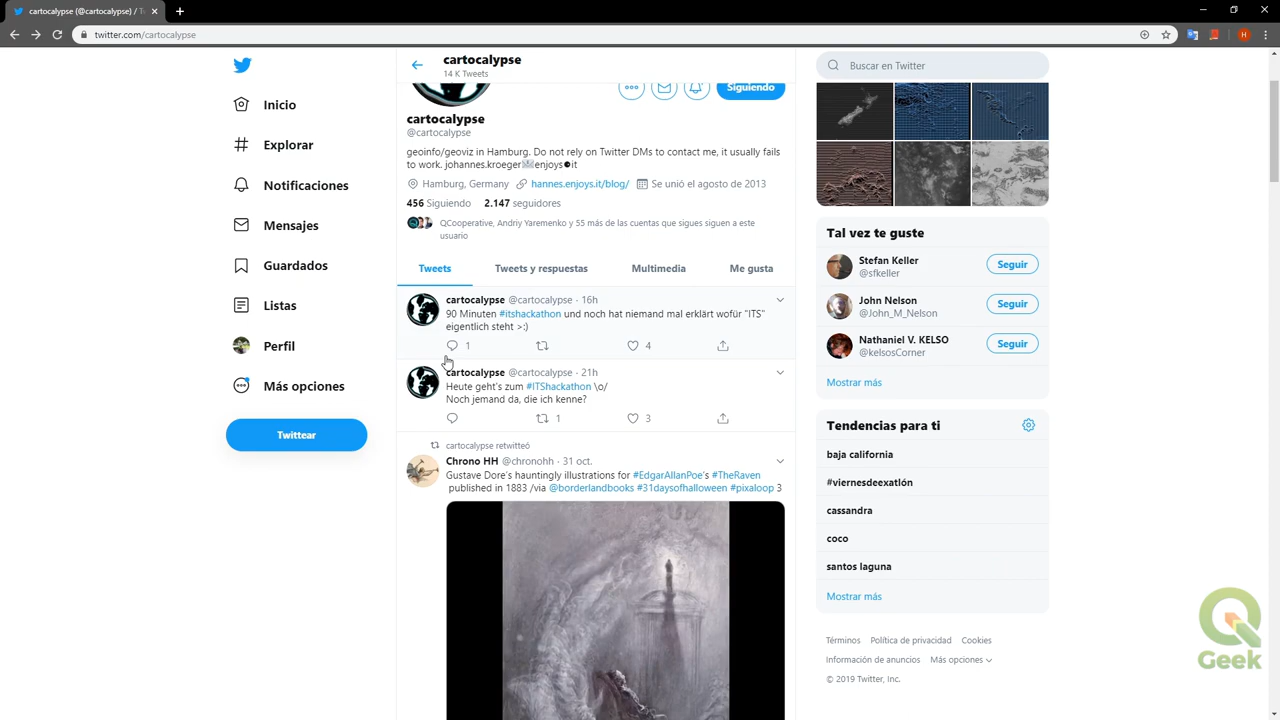 cartocalypse (@cartocalypse) / T
twitter.com/cartocalypse
H
cartocalypse
14 K Tweets
Siguiendo
cartocalypse
@cartocalypse
geoinfo/geoviz in Hamburg. Do not rely on Twitter DMs to contact me, it usually fails
to work. johannes.kroeger📧enjoys⚈it
Hamburg, Germany hannes.enjoys.it/blog/ Se unió el agosto de 2013
456 Siguiendo 2.147 seguidores
QCooperative, Andriy Yaremenko y 55 más de las cuentas que sigues siguen a este
usuario
Tweets Tweets y respuestas Multimedia Me gusta
cartocalypse @cartocalypse · 16h
90 Minuten #itshackathon und noch hat niemand mal erklärt wofür "ITS"
eigentlich steht >:)
1 4
cartocalypse @cartocalypse · 21h
Heute geht's zum #ITShackathon \o/
Noch jemand da, die ich kenne?
1 3
cartocalypse retwitteó
Chrono HH @chronohh · 31 oct.
Gustave Dore's hauntingly illustrations for #EdgarAllanPoe's #TheRaven
published in 1883 /via @borderlandbooks #31daysofhalloween #pixaloop 3
Inicio
Explorar
Notificaciones
Mensajes
Guardados
Listas
Perfil
Más opciones
Twittear
Buscar en Twitter
Tal vez te guste
Stefan Keller
@sfkeller
Seguir
John Nelson
@John_M_Nelson
Seguir
Nathaniel V. KELSO
@kelsosCorner
Seguir
Mostrar más
Tendencias para ti
baja california
#viernesdeexatlón
cassandra
coco
santos laguna
Mostrar más
Términos Política de privacidad Cookies
Información de anuncios Más opciones
© 2019 Twitter, Inc.
Geek